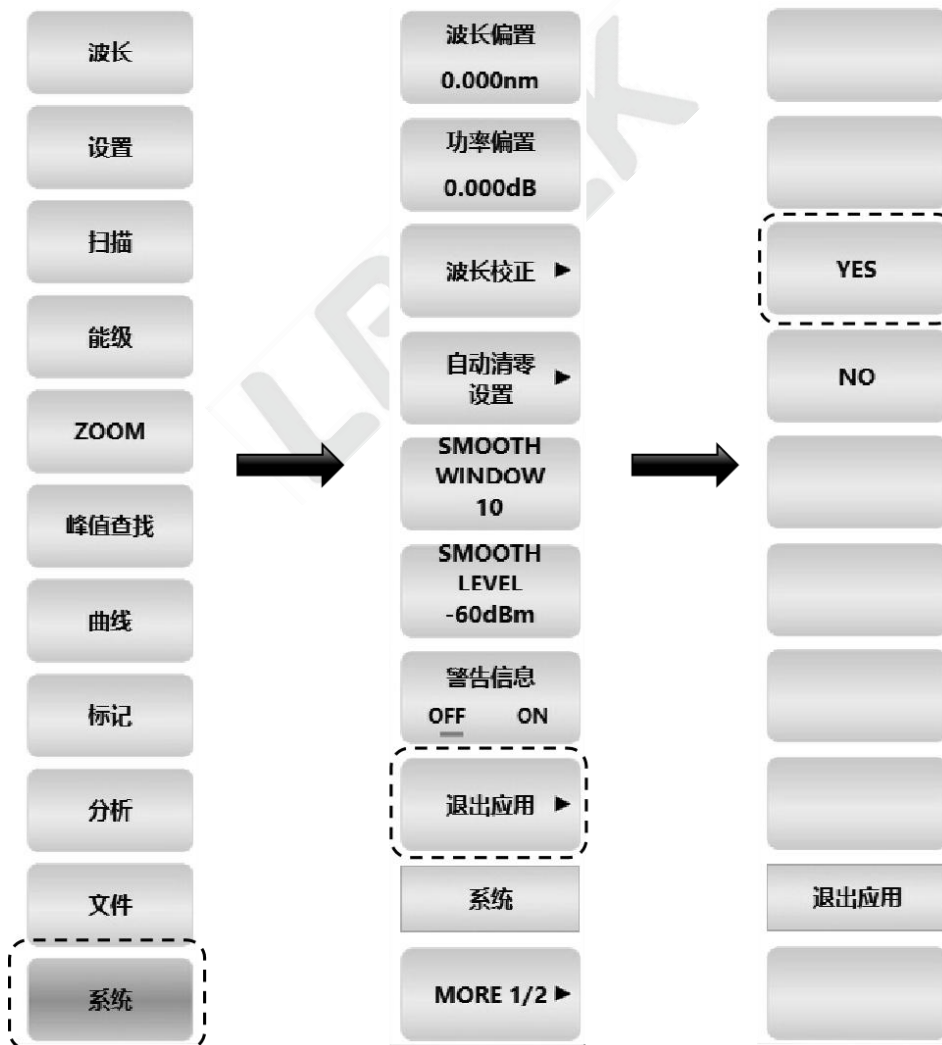 波长
设置
扫描
能级
ZOOM
峰值查找
曲线
标记
分析
文件
系统
波长偏置
0.000nm
功率偏置
0.000dB
波长校正
自动清零
设置
SMOOTH
WINDOW
10
SMOOTH
LEVEL
-60dBm
警告信息
OFF ON
退出应用
系统
MORE 1/2
YES
NO
退出应用